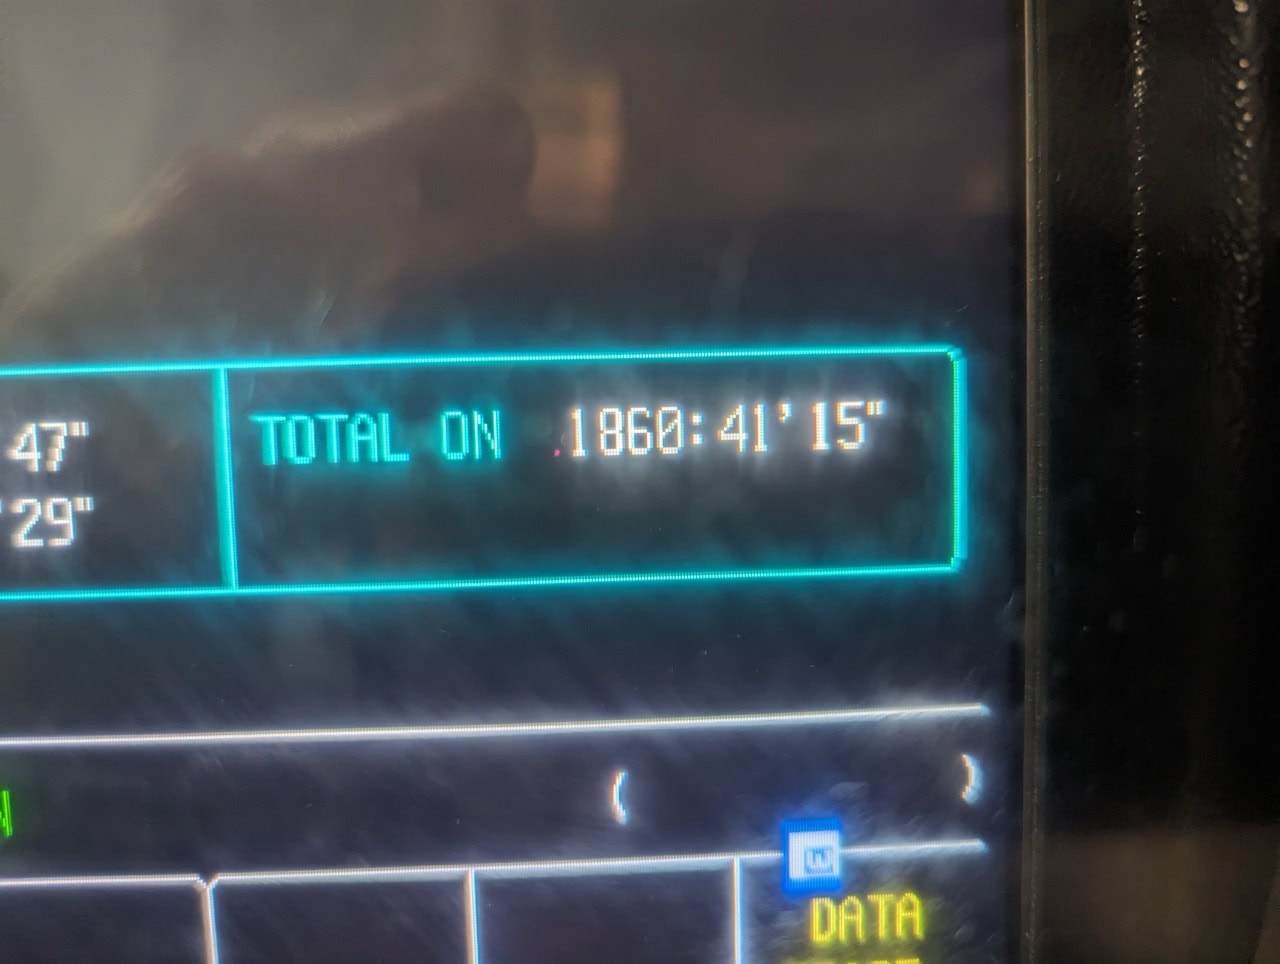 47"
TOTAL ON 1860:41'15"
'29"
( )
DATA